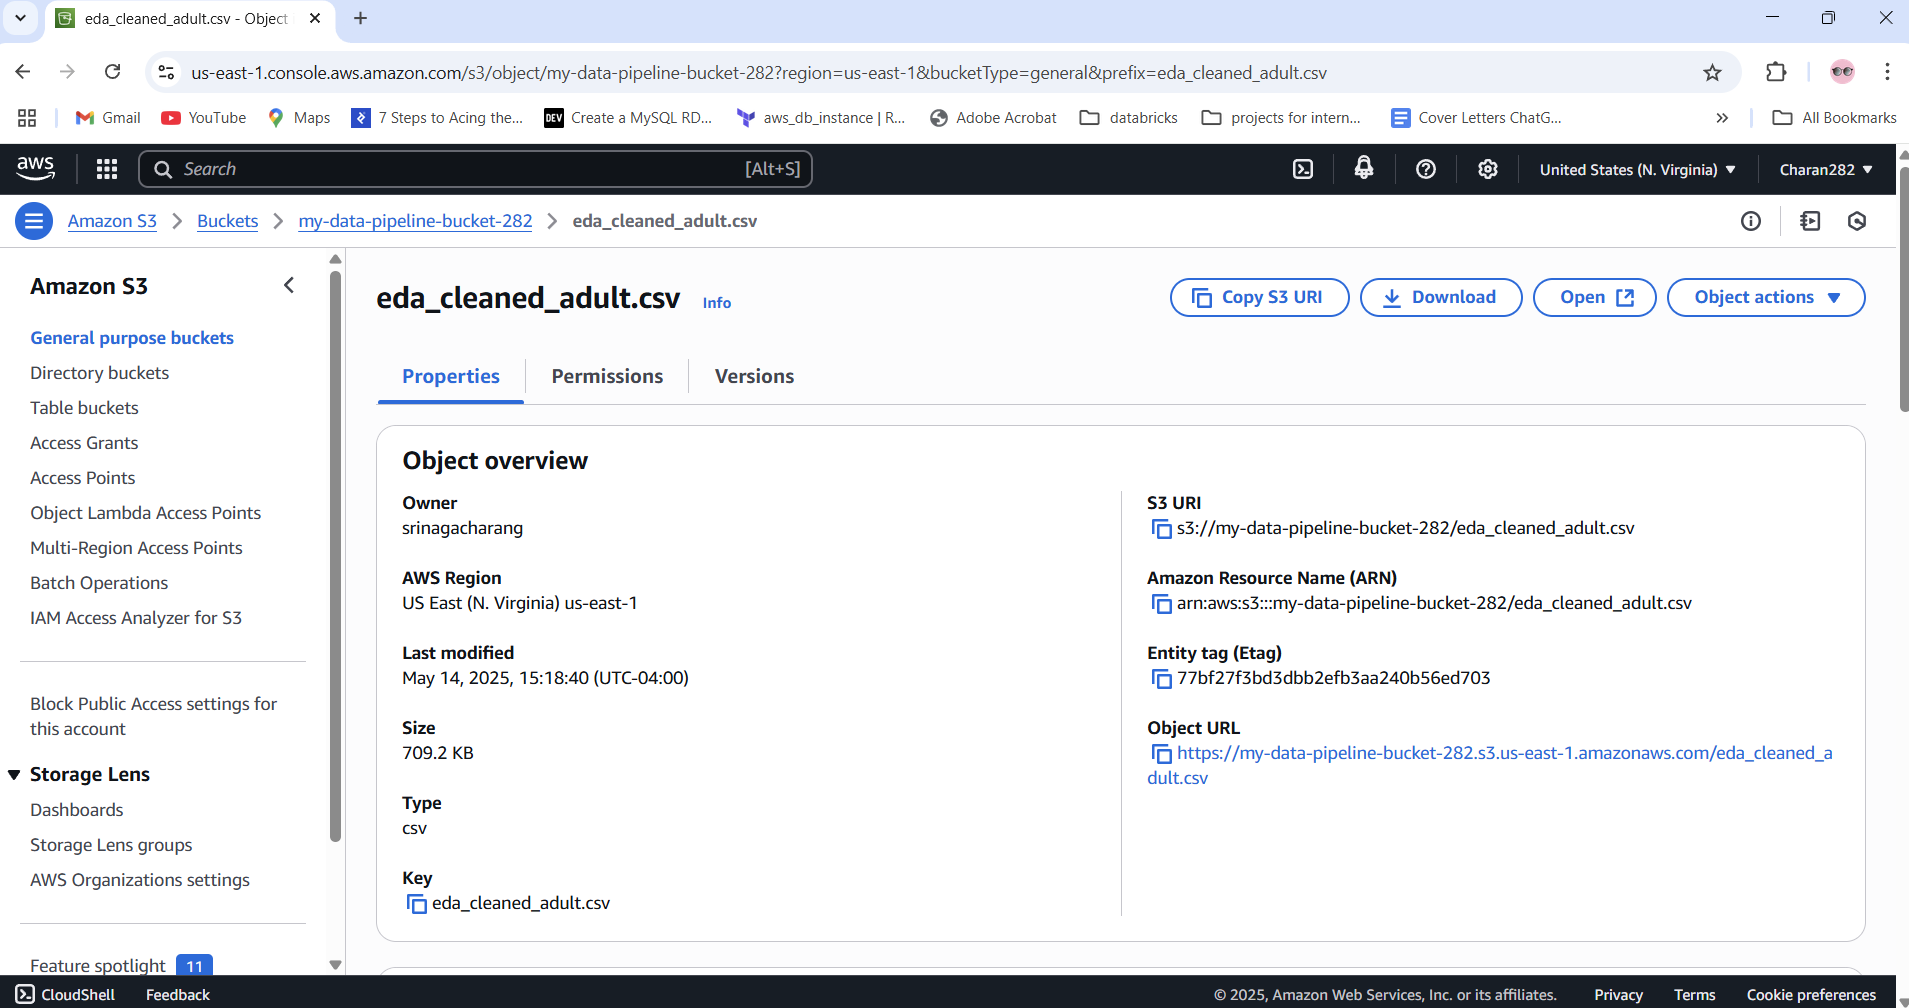 eda_cleaned_adult.csv - Object
us-east-1.console.aws.amazon.com/s3/object/my-data-pipeline-bucket-282?region=us-east-1&bucketType=general&prefix=eda_cleaned_adult.csv
Gmail YouTube Maps 7 Steps to Acing the... DEV Create a MySQL RD... aws_db_instance | R... Adobe Acrobat databricks projects for intern... Cover Letters ChatG... » All Bookmarks
aws Search [Alt+S] United States (N. Virginia) Charan282
Amazon S3 Buckets my-data-pipeline-bucket-282 eda_cleaned_adult.csv
Amazon S3
General purpose buckets
Directory buckets
Table buckets
Access Grants
Access Points
Object Lambda Access Points
Multi-Region Access Points
Batch Operations
IAM Access Analyzer for S3
Block Public Access settings for
this account
Storage Lens
Dashboards
Storage Lens groups
AWS Organizations settings
Feature spotlight 11
eda_cleaned_adult.csv Info
Copy S3 URI Download Open Object actions
Properties Permissions Versions
Object overview
Owner
srinagacharang
AWS Region
US East (N. Virginia) us-east-1
Last modified
May 14, 2025, 15:18:40 (UTC-04:00)
Size
709.2 KB
Type
csv
Key
eda_cleaned_adult.csv
S3 URI
s3://my-data-pipeline-bucket-282/eda_cleaned_adult.csv
Amazon Resource Name (ARN)
arn:aws:s3:::my-data-pipeline-bucket-282/eda_cleaned_adult.csv
Entity tag (Etag)
77bf27f3bd3dbb2efb3aa240b56ed703
Object URL
https://my-data-pipeline-bucket-282.s3.us-east-1.amazonaws.com/eda_cleaned_a
dult.csv
CloudShell Feedback © 2025, Amazon Web Services, Inc. or its affiliates. Privacy Terms Cookie preferences